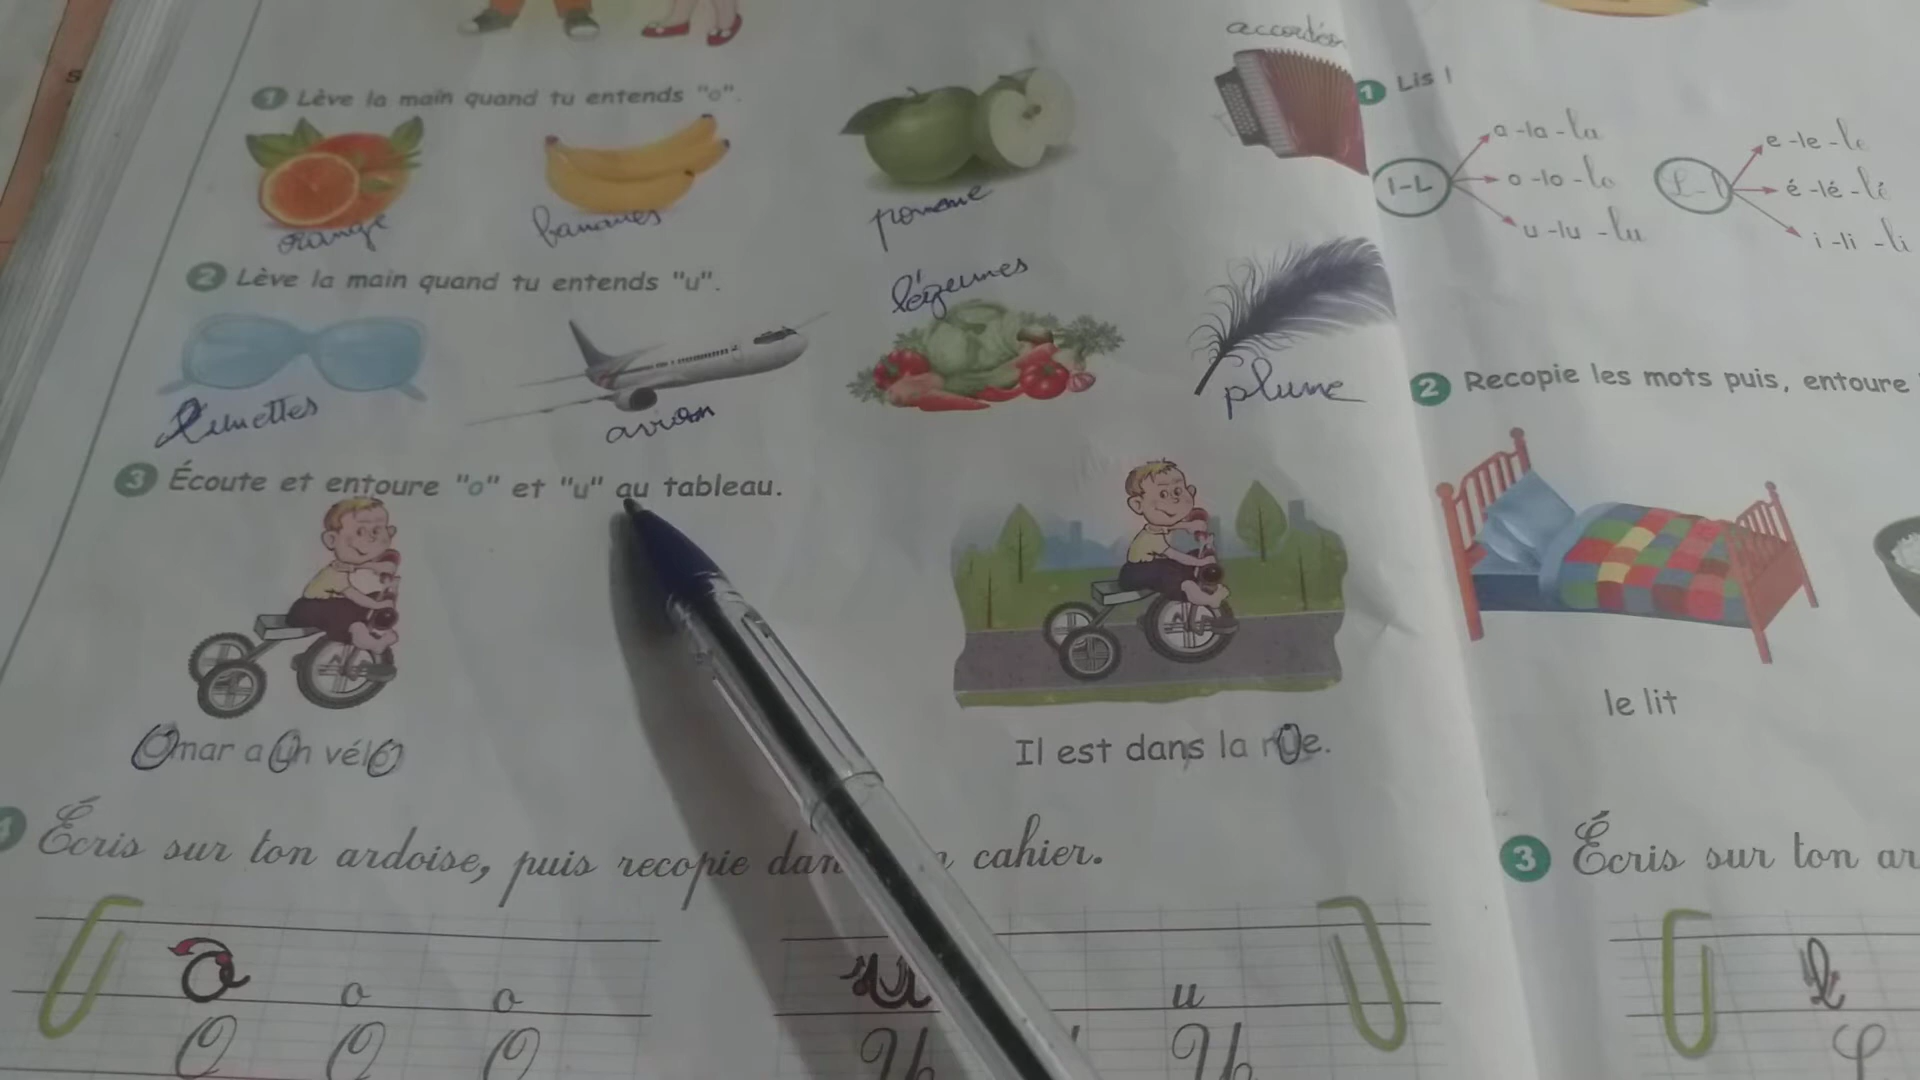 accordéon
1 Lève la main quand tu entends "o".
orange
bananes
pomme
2 Lève la main quand tu entends "u".
légumes
lunettes
avion
plume
3 Écoute et entoure "o" et "u" au tableau.
Omar a un vélo
Il est dans la rue.
4 Écris sur ton ardoise, puis recopie cahier.
o o o
u u
O O O
U U
1 Lis !
l-L
a -la -la
o -lo -lo
u -lu -lu
e -le -le
é -lé -lé
i -li -li
2 Recopie les mots puis, entoure
le lit
3 Écris sur ton
l